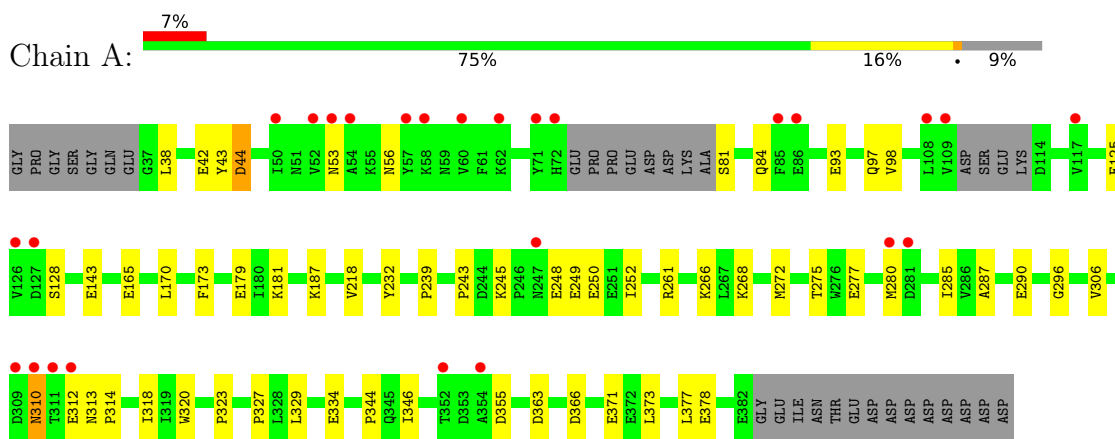 7%
Chain A:
75% 16% • 9%
GLY PRO GLY SER GLY GLN GLU G37 L38 E42 Y43 D44 I50 N51 V52 N53 A54 K55 N56 Y57 K58 N59 V60 F61 K62 Y71 H72 GLU PRO PRO GLU ASP ASP LYS ALA S81 Q84 F85 E86 E93 Q97 V98 L108 V109 ASP SER GLU LYS D114 V117
V126 D127 S128 E143 E165 L170 F173 E179 I180 K181 K187 V218 Y232 P239 P243 D244 K245 P246 N247 E248 E249 E250 E251 I252 R261 K266 L267 K268 M272 T275 W276 E277 M280 D281 I285 V286 A287 E290 G296 V306
D309 N310 T311 E312 N313 P314 I318 I319 W320 P323 P327 L328 L329 E334 P344 Q345 I346 T352 D353 A354 D355 D363 D366 E371 E372 L373 L377 E378 E382 GLY GLU ILE ASN THR GLU ASP ASP ASP ASP ASP ASP ASP ASP